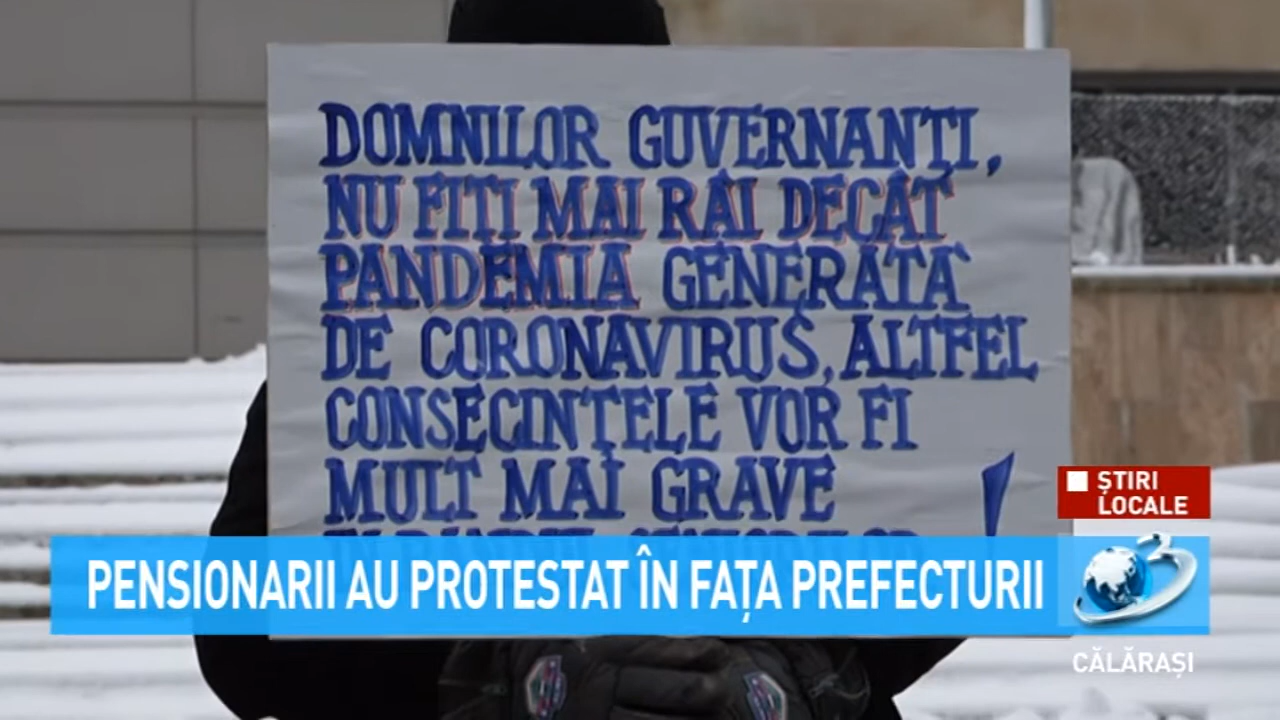 DOMNILOR GUVERNANȚI,
NU FIȚI MAI RĂI DECÂT
PANDEMIA GENERATĂ
DE CORONAVIRUS, ALTFEL
CONSECINȚELE VOR FI
MULT MAI GRAVE
!
ȘTIRI
LOCALE
PENSIONARII AU PROTESTAT ÎN FAȚA PREFECTURII
3
CĂLĂRAȘI